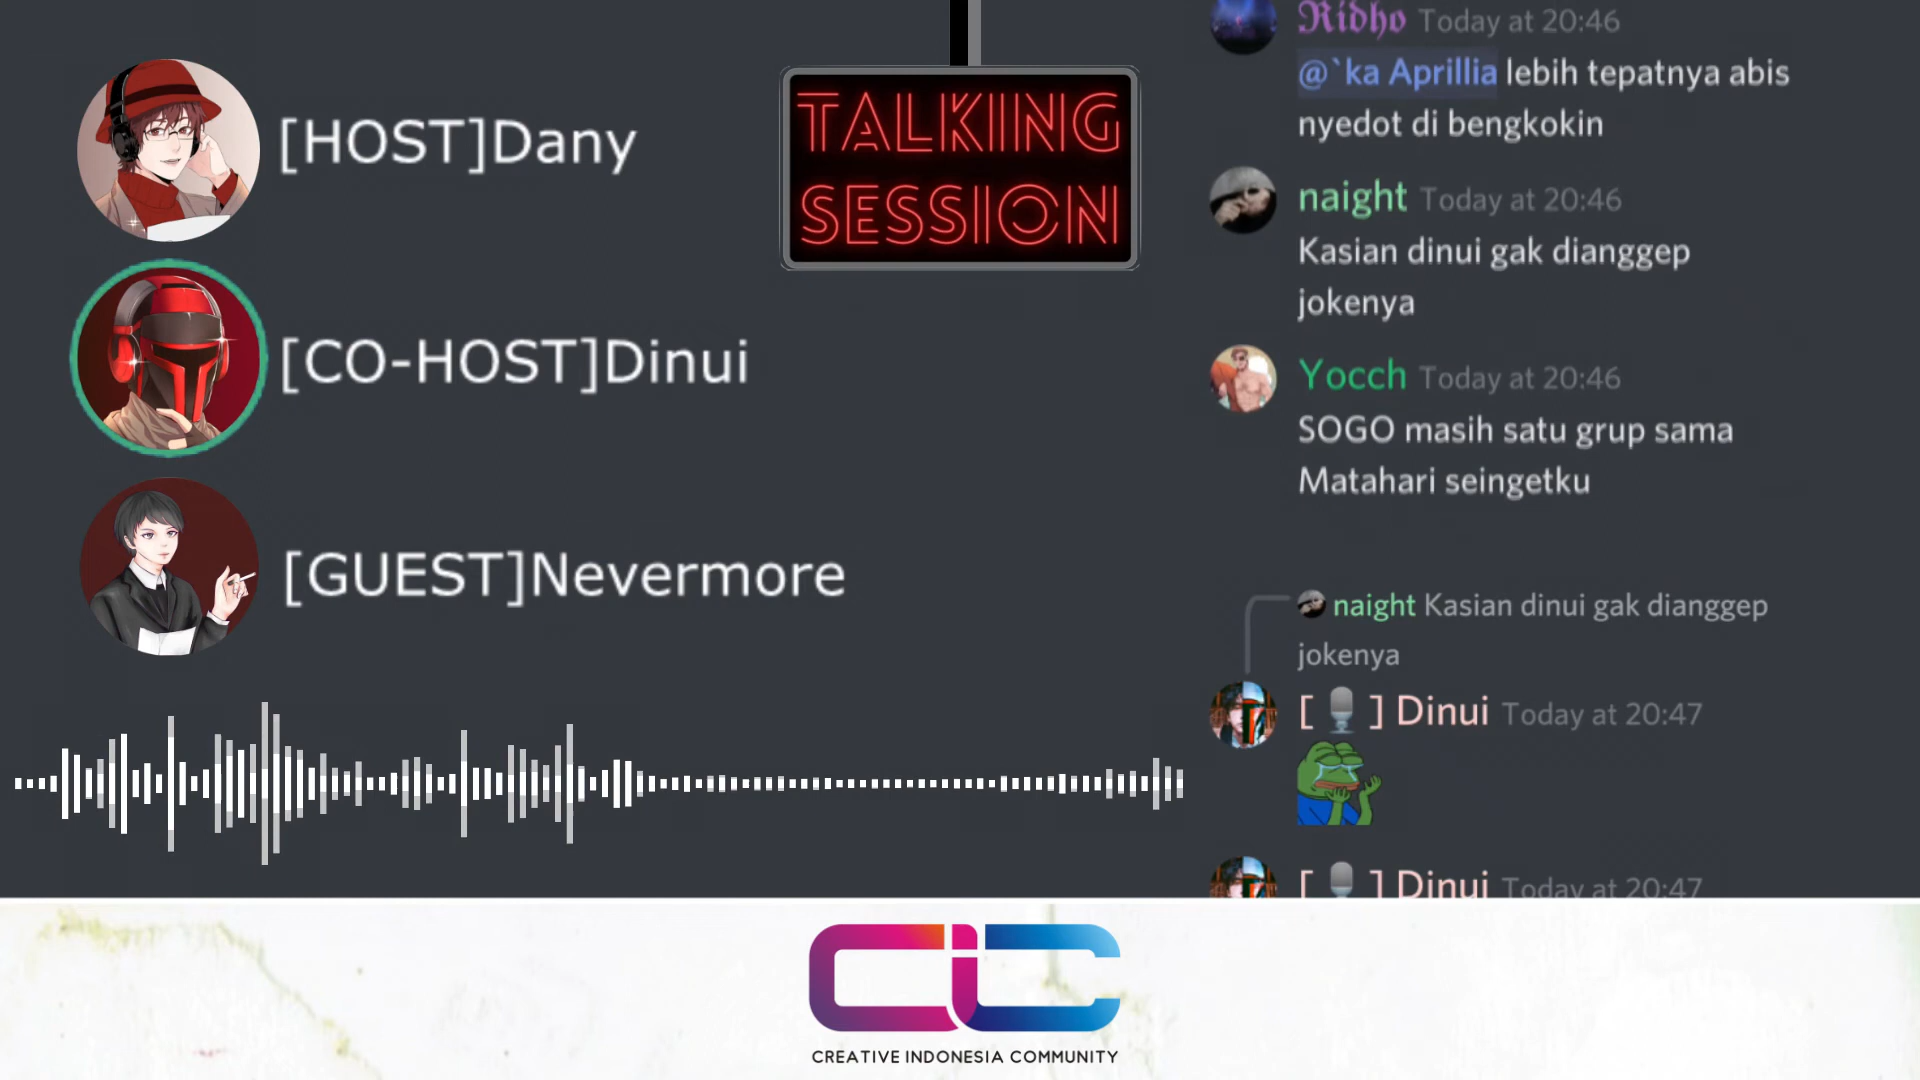 [HOST]Dany
[CO-HOST]Dinui
[GUEST]Nevermore
TALKING
SESSION
Ridho Today at 20:46
@`ka Aprillia lebih tepatnya abis
nyedot di bengkokin
naight Today at 20:46
Kasian dinui gak dianggep
jokenya
Yocch Today at 20:46
SOGO masih satu grup sama
Matahari seingetku
naight Kasian dinui gak dianggep
jokenya
[🎙️] Dinui Today at 20:47
[🎙️] Dinui Today at 20:47
CiC
CREATIVE INDONESIA COMMUNITY